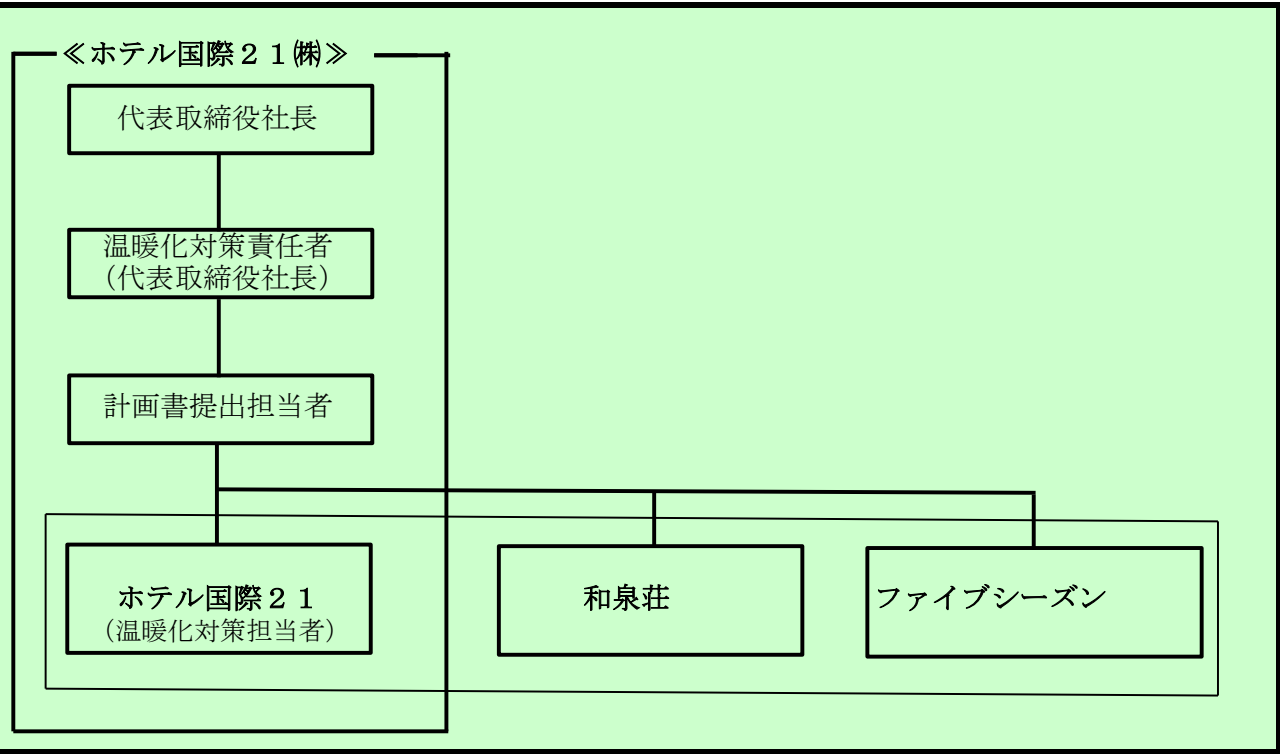 ≪ホテル国際２１㈱≫
代表取締役社長
温暖化対策責任者
（代表取締役社長）
計画書提出担当者
ホテル国際２１
（温暖化対策担当者）
和泉荘
ファイブシーズン